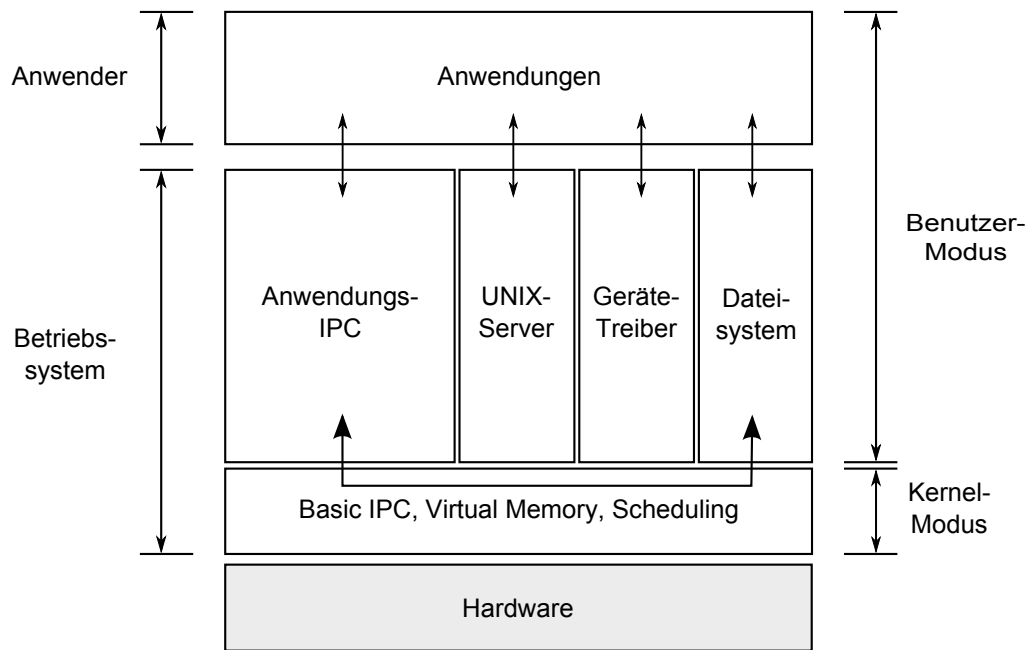 Anwender
Anwendungen
Benutzer-
Modus
Betriebs-
system
Anwendungs-
IPC
UNIX-
Server
Geräte-
Treiber
Datei-
system
Basic IPC, Virtual Memory, Scheduling
Kernel-
Modus
Hardware